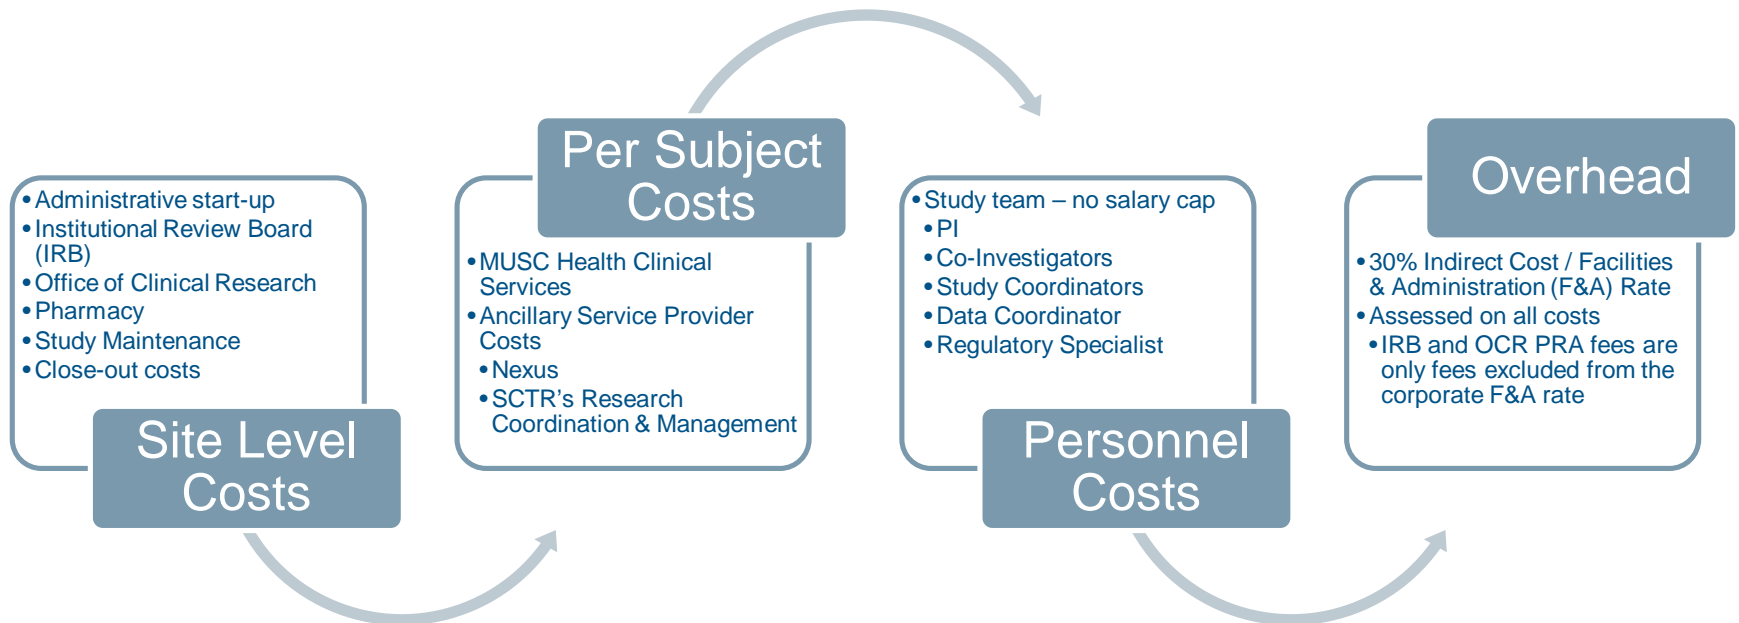 • Administrative start-up
• Institutional Review Board
(IRB)
• Office of Clinical Research
• Pharmacy
• Study Maintenance
• Close-out costs
Site Level
Costs
Per Subject
Costs
• MUSC Health Clinical
Services
• Ancillary Service Provider
Costs
• Nexus
• SCTR's Research
Coordination & Management
• Study team – no salary cap
• PI
• Co-Investigators
• Study Coordinators
• Data Coordinator
• Regulatory Specialist
Personnel
Costs
Overhead
• 30% Indirect Cost / Facilities
& Administration (F&A) Rate
• Assessed on all costs
• IRB and OCR PRA fees are
only fees excluded from the
corporate F&A rate